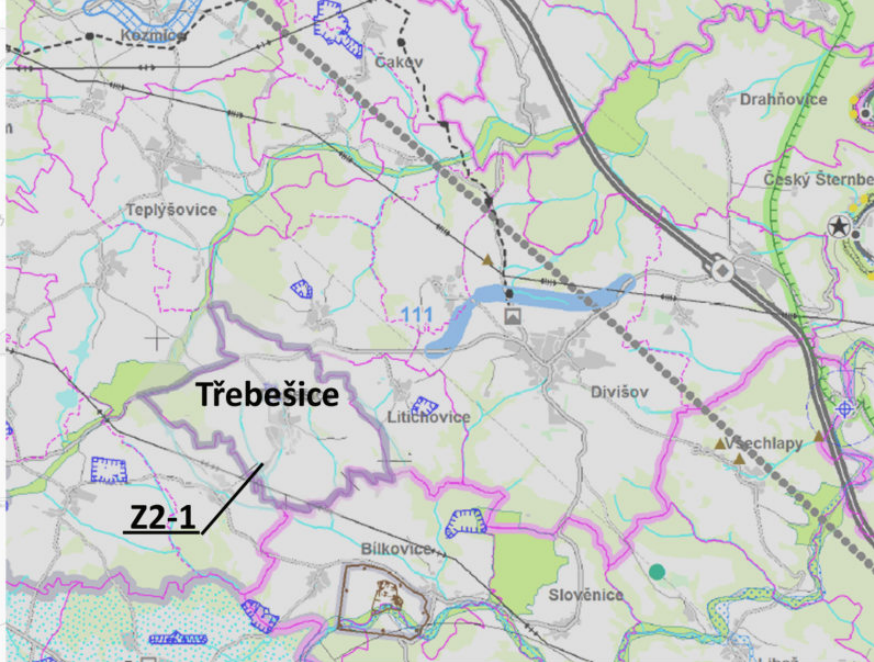 Kozmice
Čakov
Drahňovice
Český Šternbe
Teplýšovice
111
Třebešice
Divišov
Litichovice
Všechlapy
Z2-1
Bílkovice
Slověnice